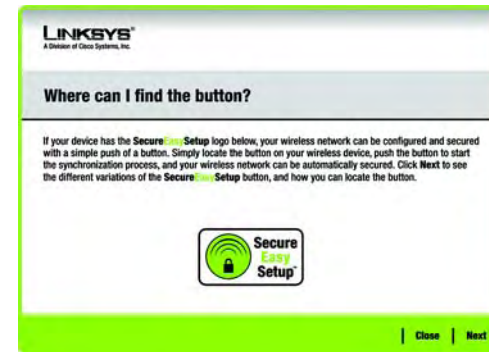 LINKSYS®
A Division of Cisco Systems, Inc.
Where can I find the button?
If your device has the SecureEasySetup logo below, your wireless network can be configured and secured
with a simple push of a button. Simply locate the button on your wireless device, push the button to start
the synchronization process, and your wireless network can be automatically secured. Click Next to see
the different variations of the SecureEasySetup button, and how you can locate the button.
Secure
Easy
Setup™
Close | Next